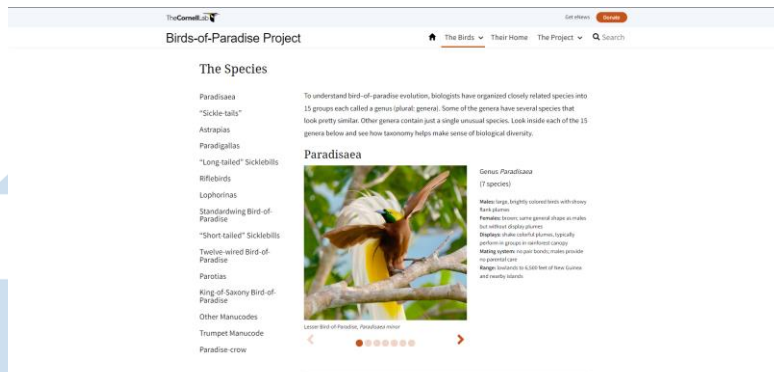 TheCornellLab
Get eNews
Donate
Birds-of-Paradise Project
The Birds
Their Home
The Project
Search
The Species
Paradisaea
"Sickle-tails"
Astrapias
Paradigallas
"Long-tailed" Sicklebills
Riflebirds
Lophorinas
Standardwing Bird-of-
Paradise
"Short-tailed" Sicklebills
Twelve-wired Bird-of-
Paradise
Parotias
King-of-Saxony Bird-of-
Paradise
Other Manucodes
Trumpet Manucode
Paradise-crow
To understand bird-of-paradise evolution, biologists have organized closely related species into
15 groups each called a genus (plural: genera). Some of the genera have several species that
look pretty similar. Other genera contain just a single unusual species. Look inside each of the 15
genera below and see how taxonomy helps make sense of biological diversity.
Paradisaea
Lesser Bird-of-Paradise, Paradisaea minor
Genus Paradisaea
(7 species)
Males: large, brightly colored birds with showy
flank plumes
Females: brown; same general shape as males
but without display plumes
Displays: shake colorful plumes, typically
perform in groups in rainforest canopy
Mating system: no pair bonds; males provide
no parental care
Range: lowlands to 6,500 feet of New Guinea
and nearby islands